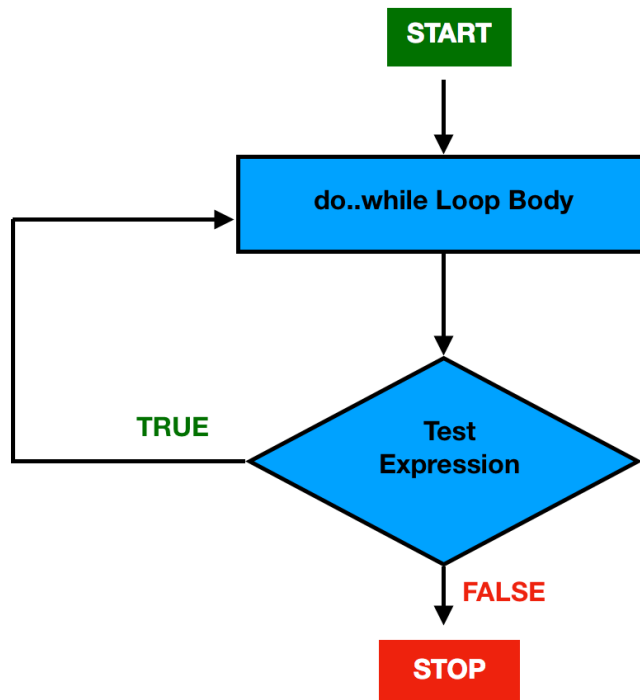 START
do..while Loop Body
TRUE
Test
Expression
FALSE
STOP